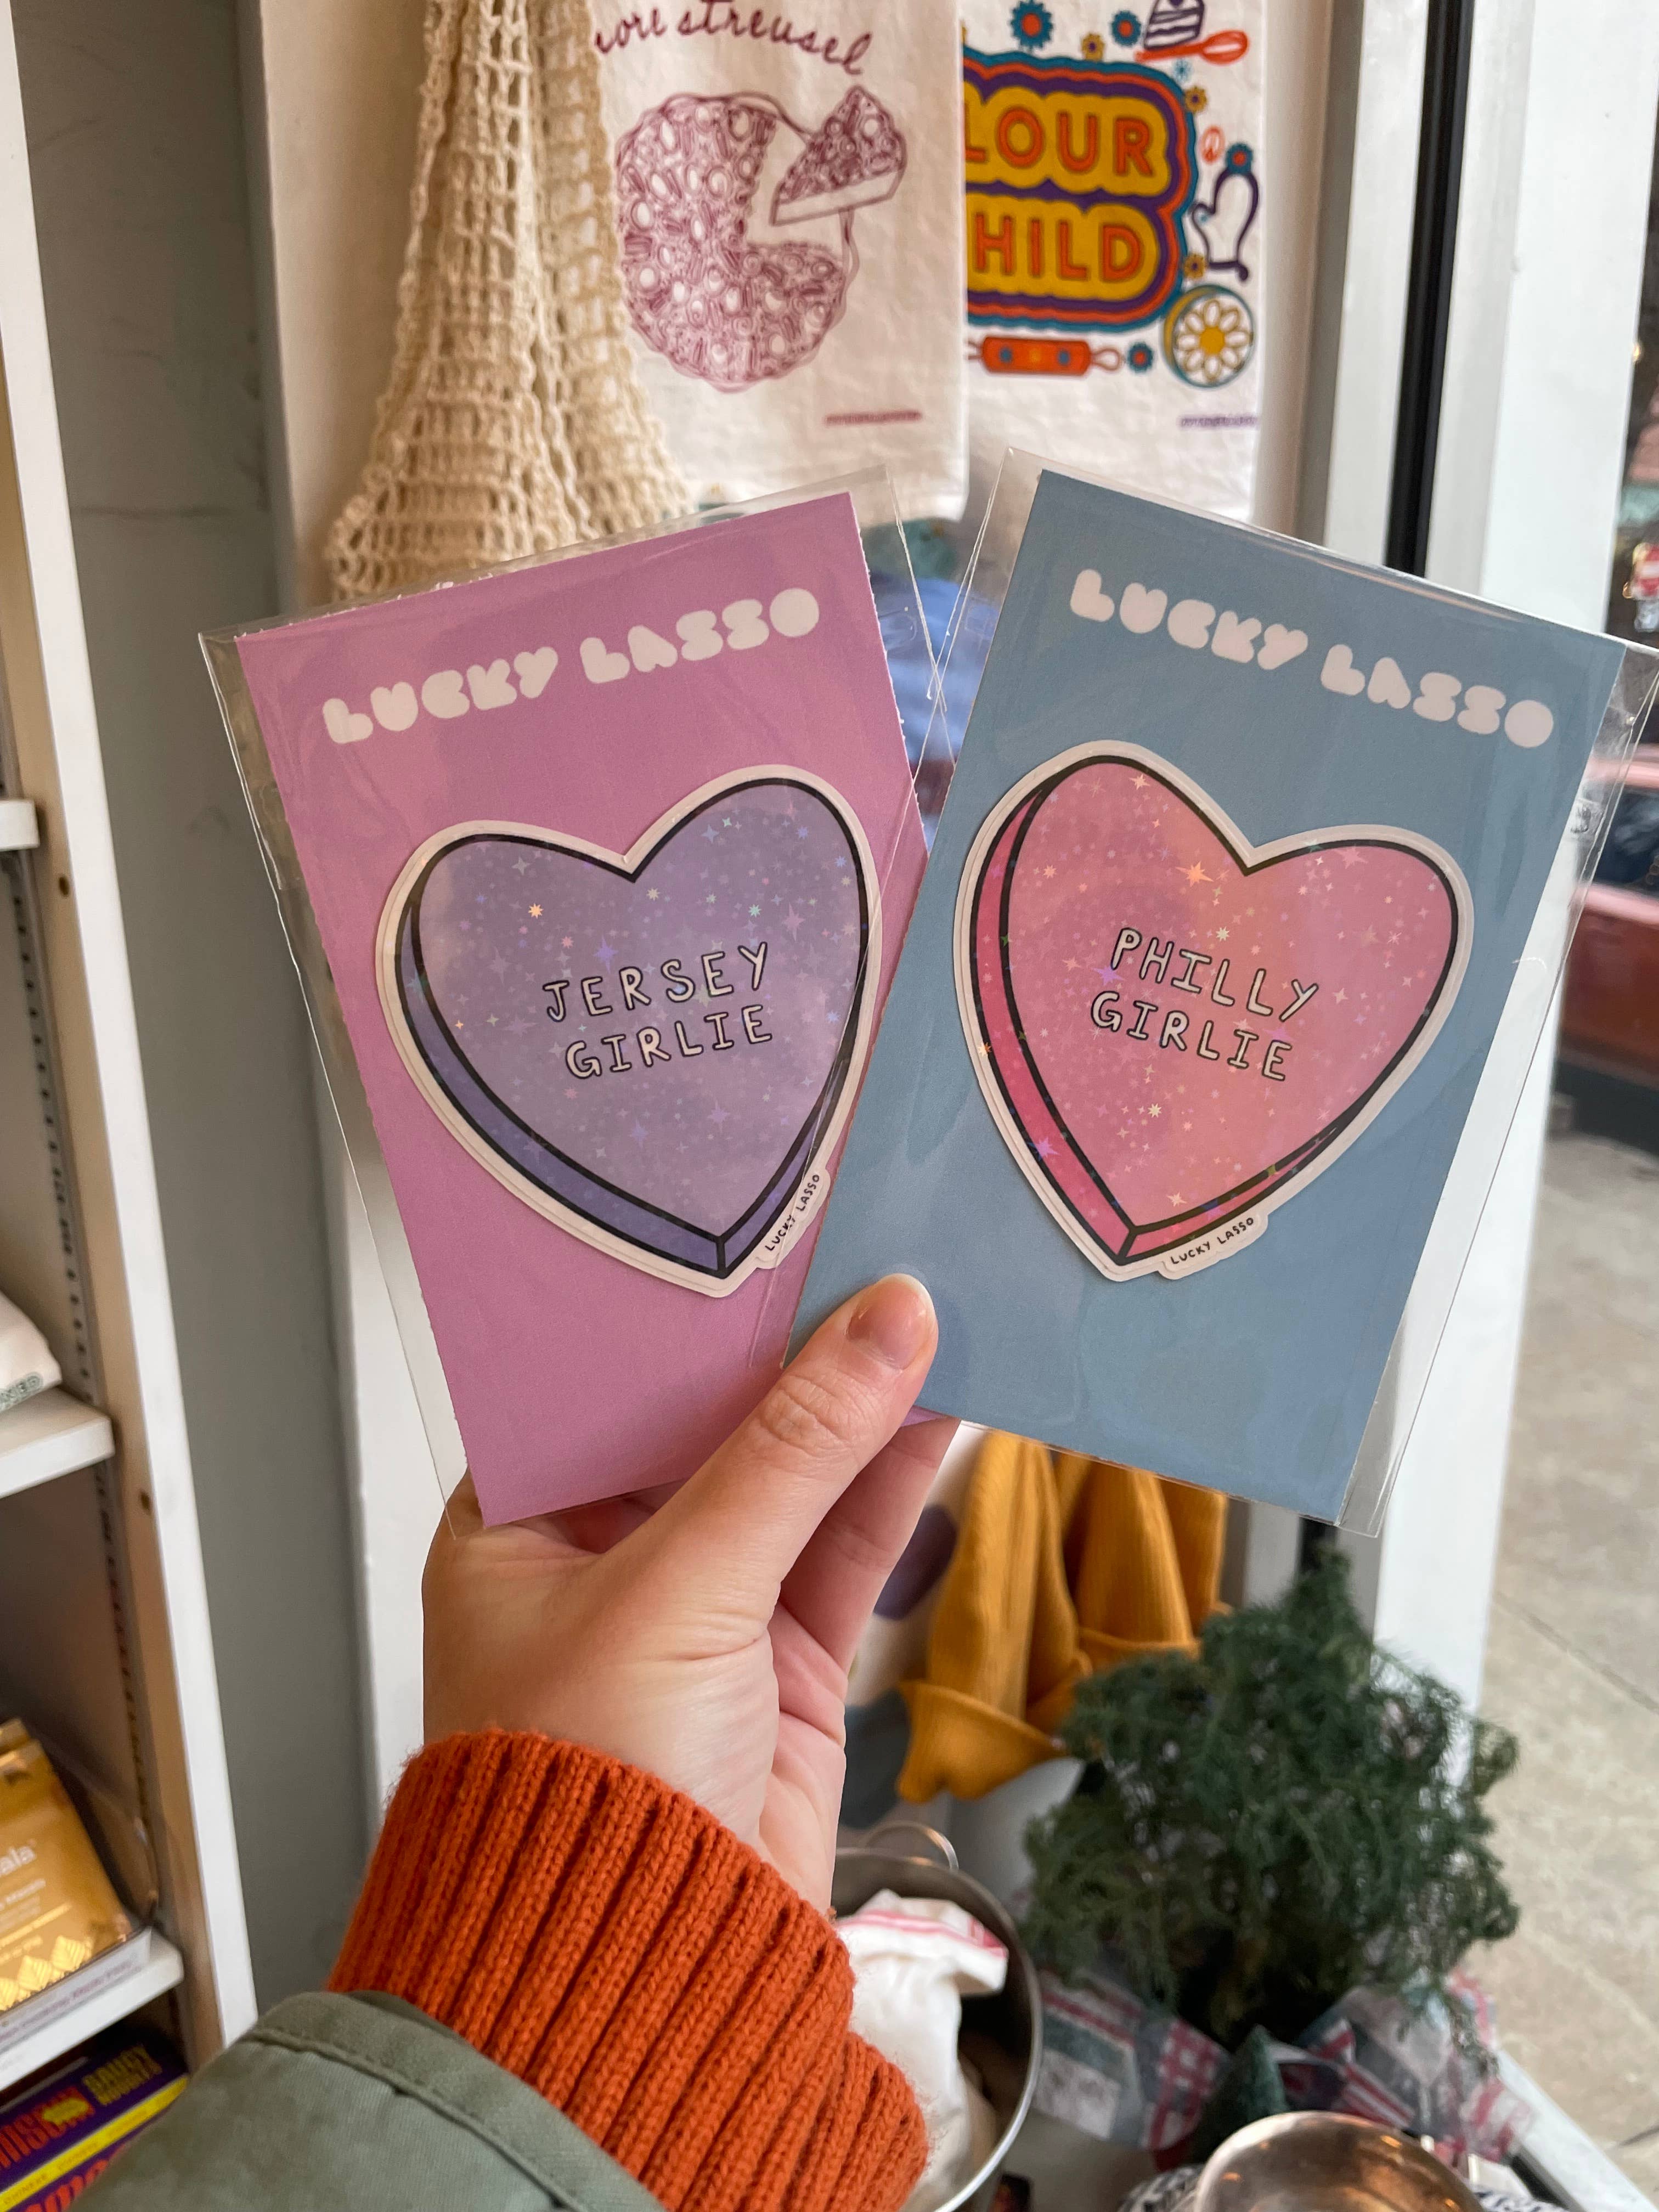 more streusel
LOUR
HILD
LUCKY LASSO
JERSEY
GIRLIE
LUCKY LASSO
LUCKY LASSO
PHILLY
GIRLIE
LUCKY LASSO